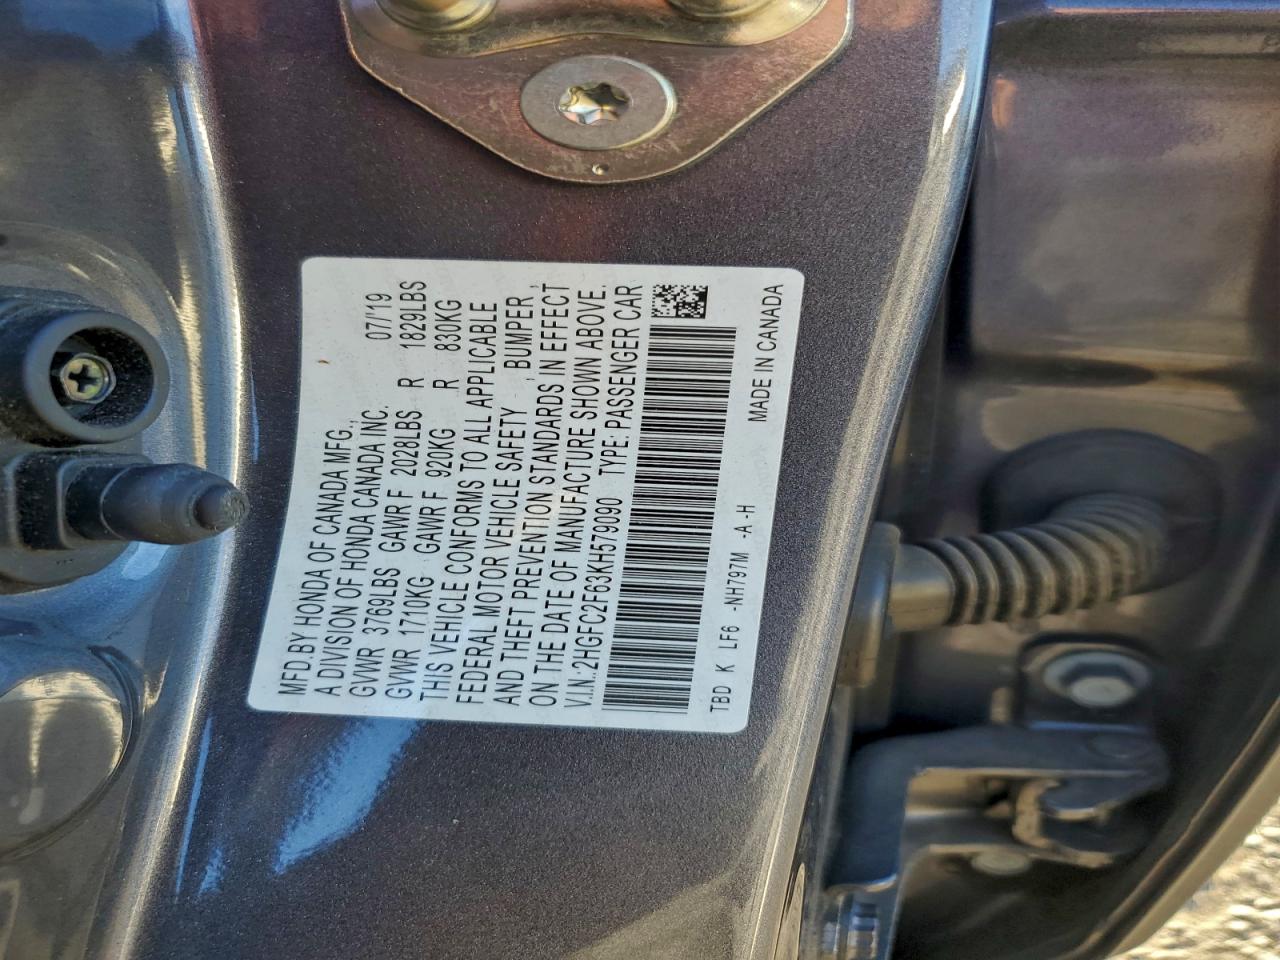 MFD.BY HONDA OF CANADA MFG., 07/'19
A DIVISION OF HONDA CANADA INC.
GVWR 3769LBS GAWR F 2028LBS R 1829LBS
GVWR 1710KG GAWR F 920KG R 830KG
THIS VEHICLE CONFORMS TO ALL APPLICABLE
FEDERAL MOTOR VEHICLE SAFETY , BUMPER ,
AND THEFT PREVENTION STANDARDS IN EFFECT
ON THE DATE OF MANUFACTURE SHOWN ABOVE.
V.I.N.:2HGFC2F63KH579090 TYPE: PASSENGER CAR
TBD K LF6 -NH797M -A -H MADE IN CANADA